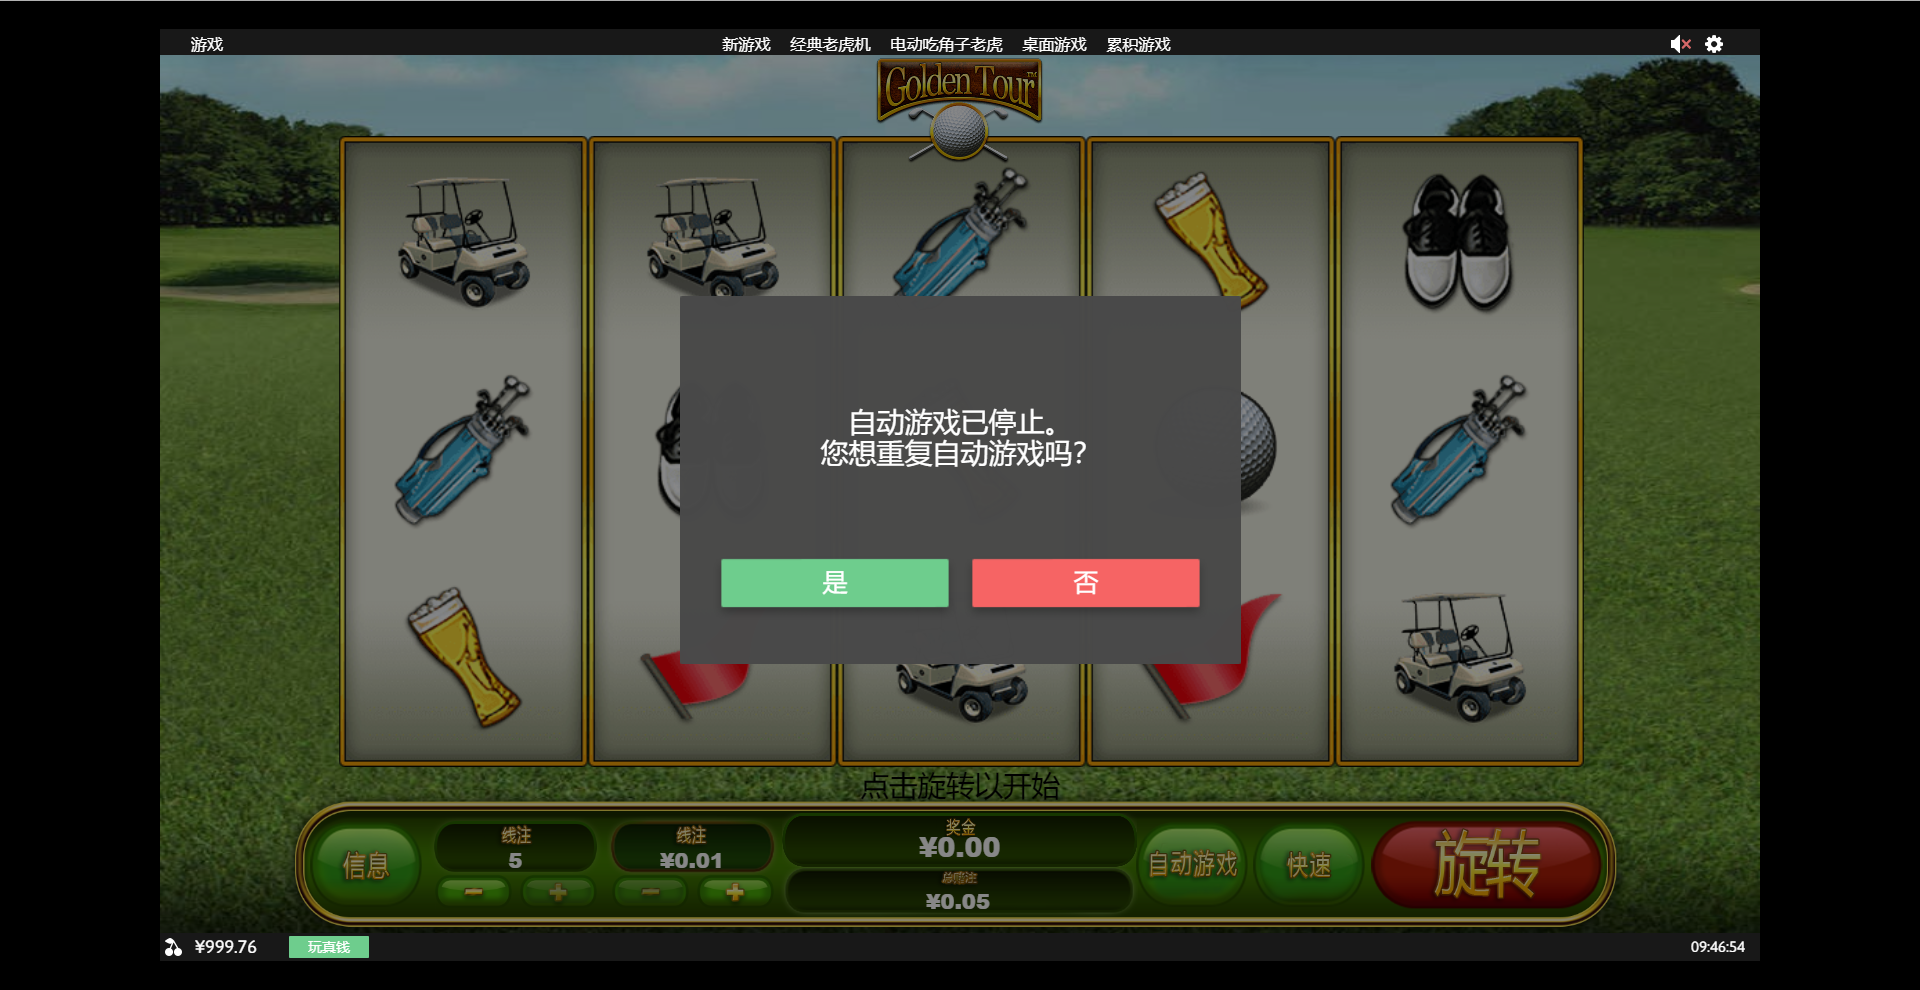 游戏
新游戏 经典老虎机 电动吃角子老虎 桌面游戏 累积游戏
Golden Tour™
自动游戏已停止。
您想重复自动游戏吗?
是 否
点击旋转以开始
信息
线注
5
线注
¥0.01
奖金
¥0.00
总赌注
¥0.05
自动游戏
快速
旋转
¥999.76
玩真钱
09:46:54